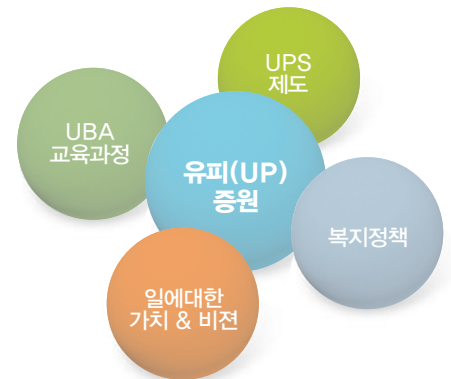 UPS
제도
UBA
교육과정
유피(UP)
증원
복지정책
일에대한
가치 & 비젼